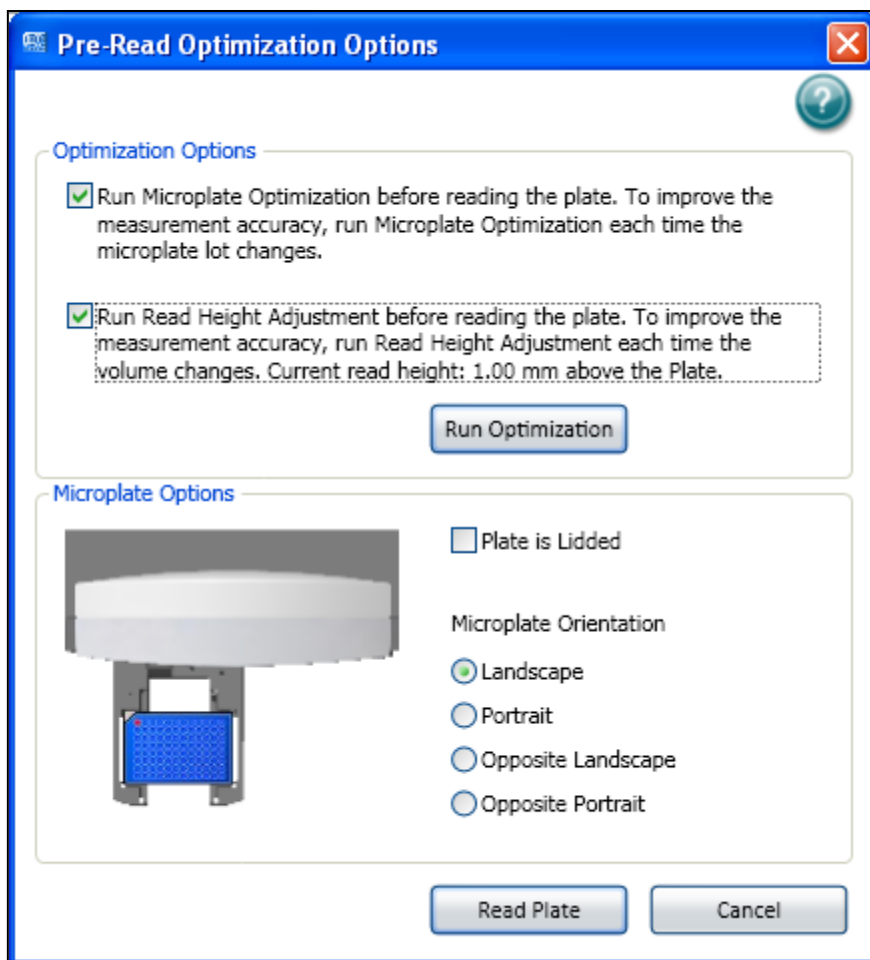 Pre-Read Optimization Options
Optimization Options
Run Microplate Optimization before reading the plate. To improve the
measurement accuracy, run Microplate Optimization each time the
microplate lot changes.
Run Read Height Adjustment before reading the plate. To improve the
measurement accuracy, run Read Height Adjustment each time the
volume changes. Current read height: 1.00 mm above the Plate.
Run Optimization
Microplate Options
Plate is Lidded
Microplate Orientation
Landscape
Portrait
Opposite Landscape
Opposite Portrait
Read Plate
Cancel